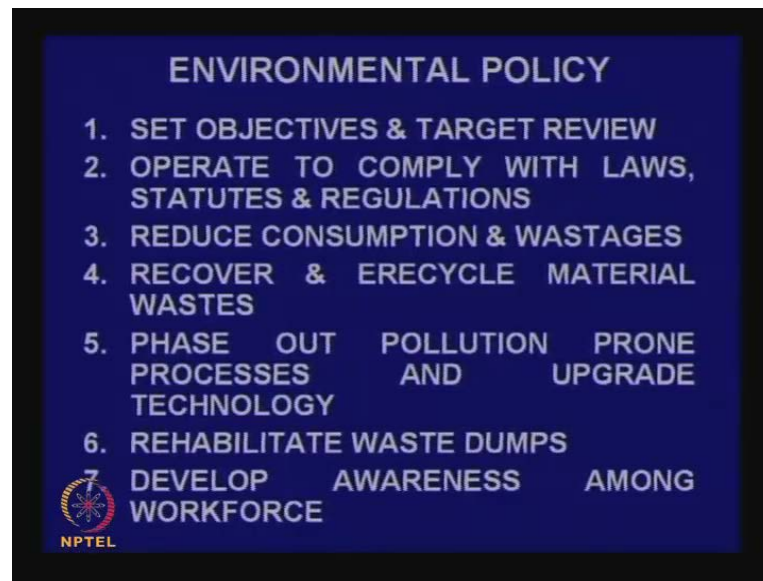 ENVIRONMENTAL POLICY
1. SET OBJECTIVES & TARGET REVIEW
2. OPERATE TO COMPLY WITH LAWS,
STATUTES & REGULATIONS
3. REDUCE CONSUMPTION & WASTAGES
4. RECOVER & ERECYCLE MATERIAL
WASTES
5. PHASE OUT POLLUTION PRONE
PROCESSES AND UPGRADE
TECHNOLOGY
6. REHABILITATE WASTE DUMPS
7. DEVELOP AWARENESS AMONG
WORKFORCE
NPTEL